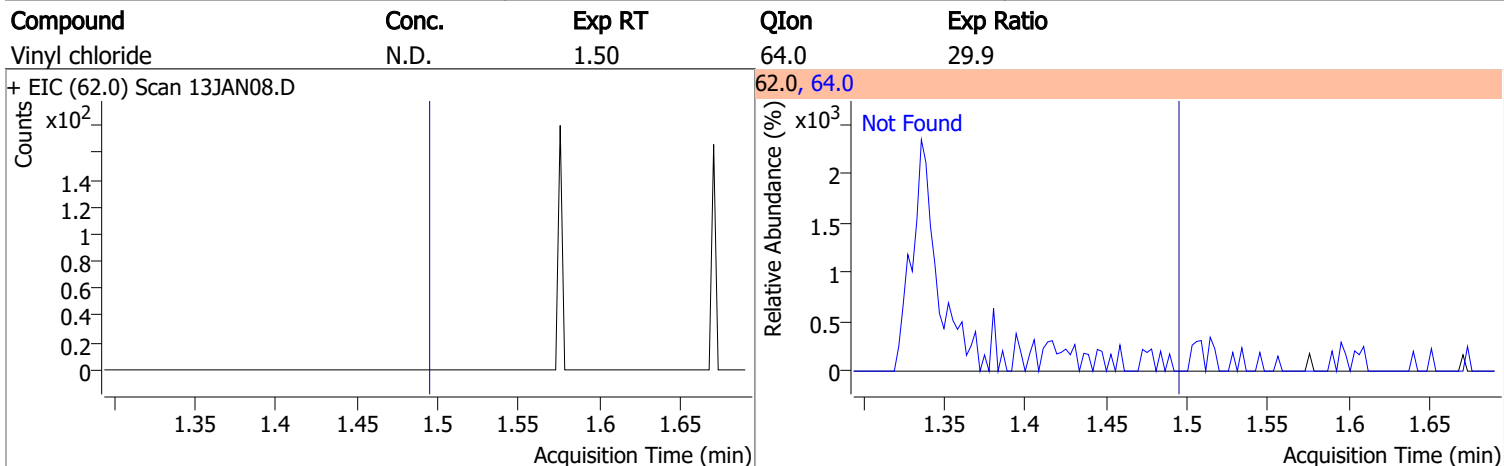 Compound Conc. Exp RT QIon Exp Ratio
Vinyl chloride N.D. 1.50 64.0 29.9
+ EIC (62.0) Scan 13JAN08.D
Counts
x10²
1.4
1.2
1
0.8
0.6
0.4
0.2
0
1.35 1.4 1.45 1.5 1.55 1.6 1.65
Acquisition Time (min)
62.0, 64.0
Relative Abundance (%)
x10³
Not Found
2
1.5
1
0.5
0
1.35 1.4 1.45 1.5 1.55 1.6 1.65
Acquisition Time (min)